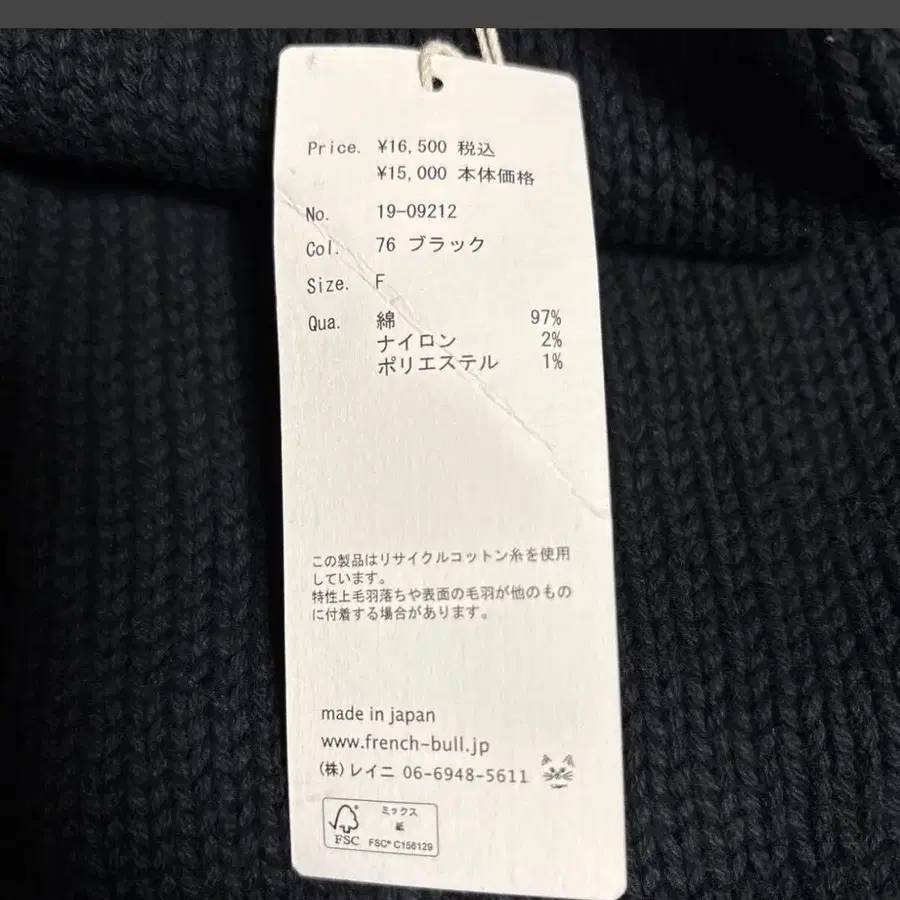 Price. ¥16,500 税込
¥15,000 本体価格
No. 19-09212
Col. 76 ブラック
Size. F
Qua. 綿 97%
ナイロン 2%
ポリエステル 1%
この製品はリサイクルコットン糸を使用
しています。
特性上毛羽落ちや表面の毛羽が他のもの
に付着する場合があります。
made in japan
www.french-bull.jp
(株)レイニ 06-6948-5611
ミックス
紙
FSC FSC® C156129